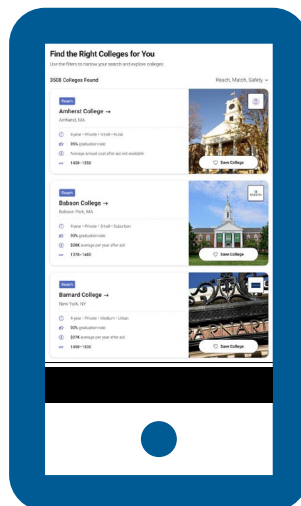 Find the Right Colleges for You
Use the filters to narrow your search and explore colleges.
3508 Colleges Found
Reach, Match, Safety
Reach
Amherst College →
Amherst, MA
4-year • Private • Small • Rural
graduation rate
Average annual cost after aid not available
Save College
Reach
Babson College →
Babson Park, MA
4-year • Private • Small • Suburban
graduation rate
average per year after aid
Save College
Reach
Barnard College →
New York, NY
4-year • Private • Medium • Urban
graduation rate
average per year after aid
Save College